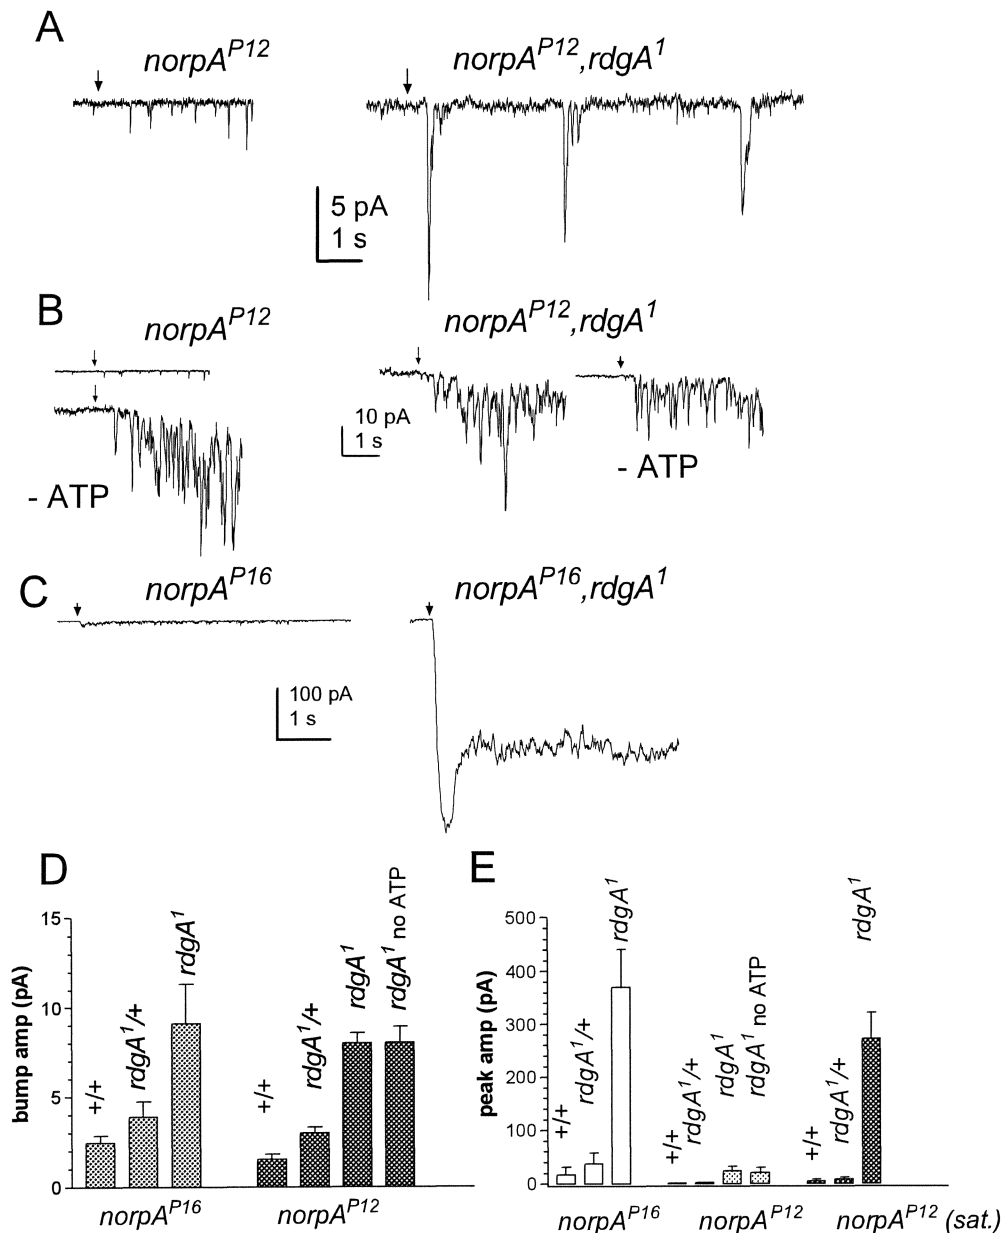 A
norpA^P12
norpA^P12,rdgA^1
5 pA
1 s
B
norpA^P12
norpA^P12,rdgA^1
10 pA
1 s
- ATP
- ATP
C
norpA^P16
norpA^P16,rdgA^1
100 pA
1 s
D
bump amp (pA)
15
10
5
0
+/+
rdgA^1/+
rdgA^1
+/+
rdgA^1/+
rdgA^1
rdgA^1 no ATP
norpA^P16
norpA^P12
E
peak amp (pA)
500
400
300
200
100
0
+/+
rdgA^1/+
rdgA^1
+/+
rdgA^1/+
rdgA^1
rdgA^1 no ATP
+/+
rdgA^1/+
rdgA^1
norpA^P16
norpA^P12
norpA^P12 (sat.)